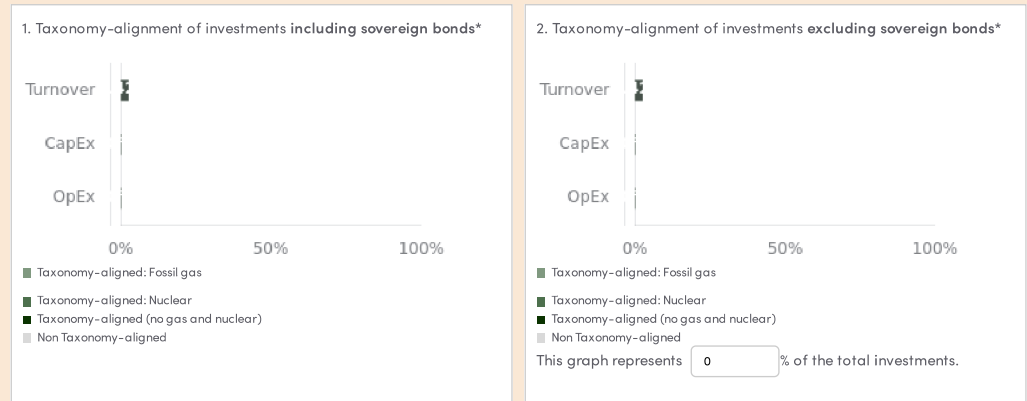 1. Taxonomy-alignment of investments including sovereign bonds*
Turnover
CapEx
OpEx
0% 50% 100%
Taxonomy-aligned: Fossil gas
Taxonomy-aligned: Nuclear
Taxonomy-aligned (no gas and nuclear)
Non Taxonomy-aligned
2. Taxonomy-alignment of investments excluding sovereign bonds*
Turnover
CapEx
OpEx
0% 50% 100%
Taxonomy-aligned: Fossil gas
Taxonomy-aligned: Nuclear
Taxonomy-aligned (no gas and nuclear)
Non Taxonomy-aligned
This graph represents 0 % of the total investments.